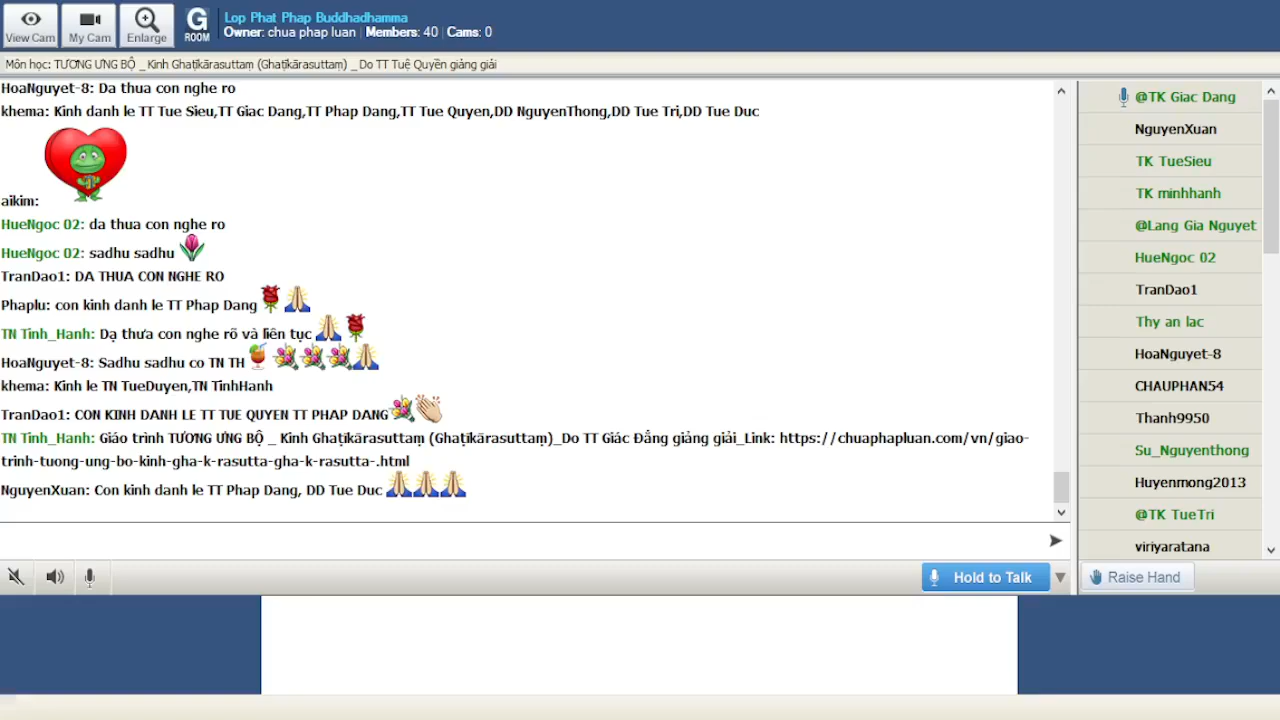 View Cam
My Cam
Enlarge
G
ROOM
Lop Phat Phap Buddhadhamma
Owner: chua phap luan | Members: 40 | Cams: 0
Môn học: TƯƠNG ƯNG BỘ _Kinh Ghaṭīkārasuttaṃ (Ghaṭīkārasuttaṃ) _Do TT Tuệ Quyền giảng giải
HoaNguyet-8: Da thua con nghe ro
khema: Kinh danh le TT Tue Sieu,TT Giac Dang,TT Phap Dang,TT Tue Quyen,DD NguyenThong,DD Tue Tri,DD Tue Duc
aikim:
HueNgoc 02: da thua con nghe ro
HueNgoc 02: sadhu sadhu
TranDao1: DA THUA CON NGHE RO
Phaplu: con kinh danh le TT Phap Dang
TN Tinh_Hanh: Dạ thưa con nghe rõ và liên tục
HoaNguyet-8: Sadhu sadhu co TN TH
khema: Kinh le TN TueDuyen,TN TinhHanh
TranDao1: CON KINH DANH LE TT TUE QUYEN TT PHAP DANG
TN Tinh_Hanh: Giáo trình TƯƠNG ƯNG BỘ _ Kinh Ghaṭīkārasuttaṃ (Ghaṭīkārasuttaṃ)_Do TT Giác Đẳng giảng giải_Link: https://chuaphapluan.com/vn/giao-
trinh-tuong-ung-bo-kinh-gha-k-rasutta-gha-k-rasutta-.html
NguyenXuan: Con kinh danh le TT Phap Dang, DD Tue Duc
@TK Giac Dang
NguyenXuan
TK TueSieu
TK minhhanh
@Lang Gia Nguyet
HueNgoc 02
TranDao1
Thy an lac
HoaNguyet-8
CHAUPHAN54
Thanh9950
Su_Nguyenthong
Huyenmong2013
@TK TueTri
viriyaratana
Hold to Talk
Raise Hand